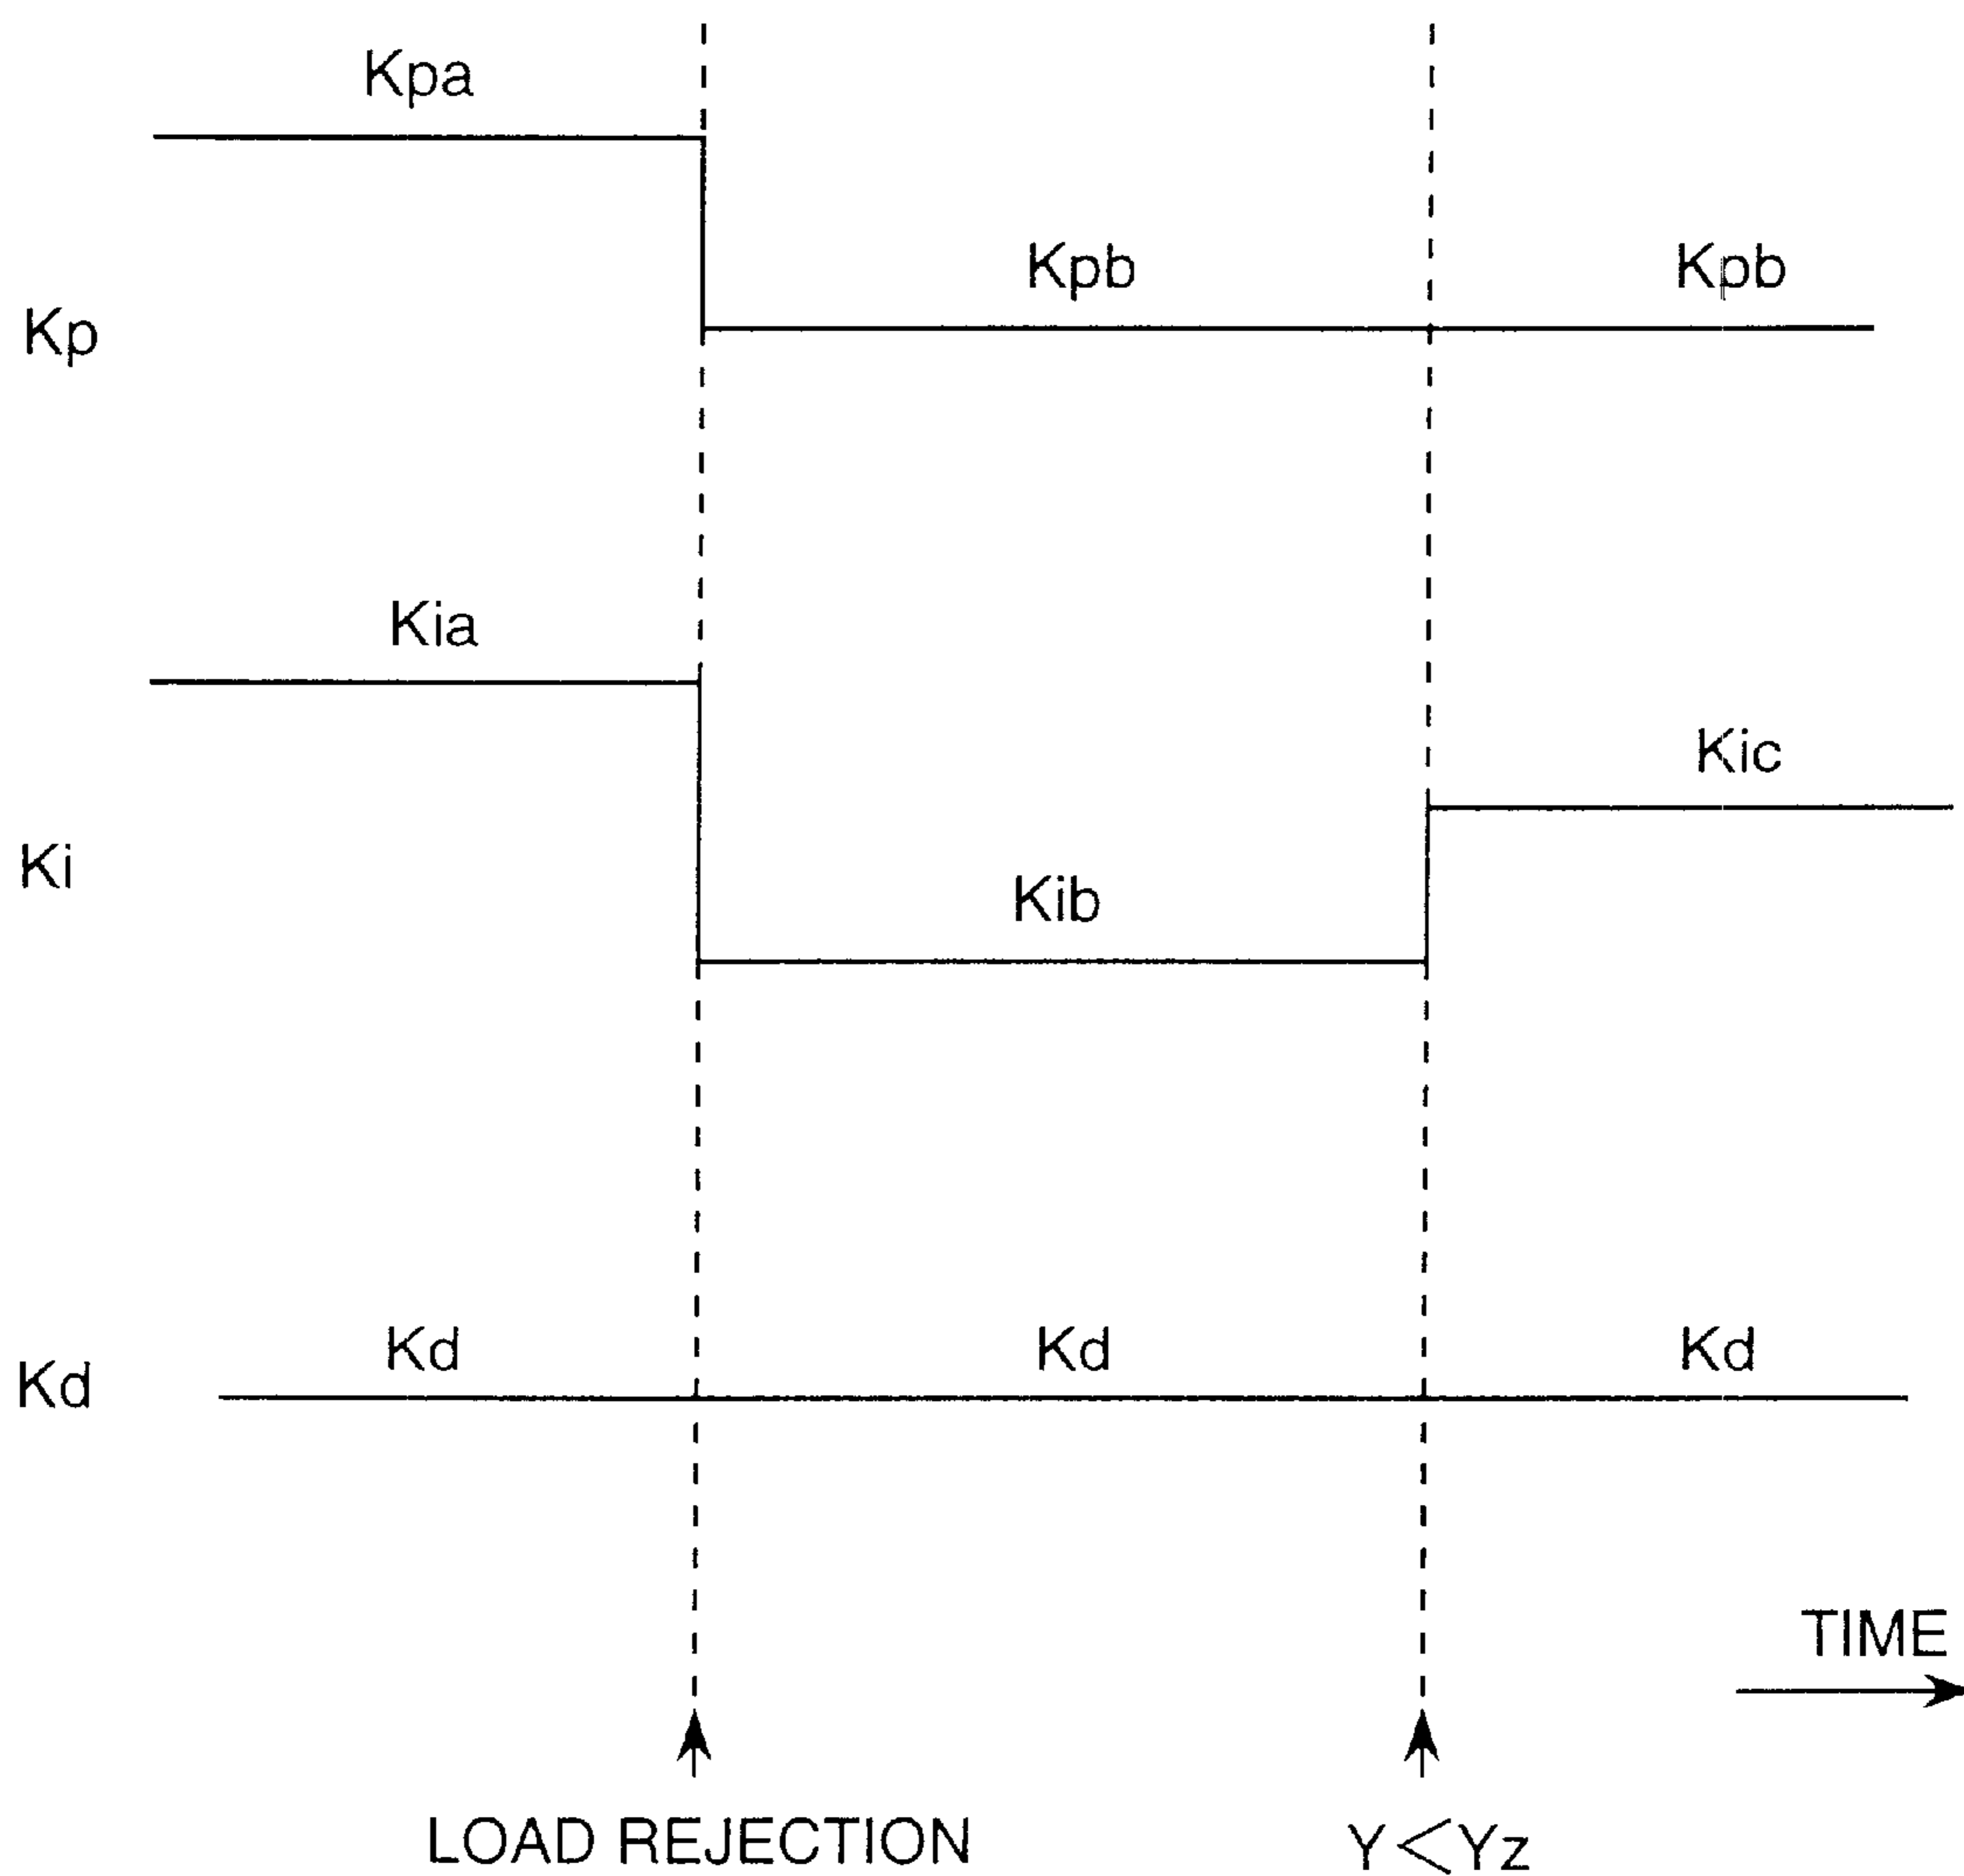 Kpa
Kpb
Kpb
Kp
Kia
Kic
Ki
Kib
Kd
Kd
Kd
Kd
TIME
LOAD REJECTION
Y<Yz